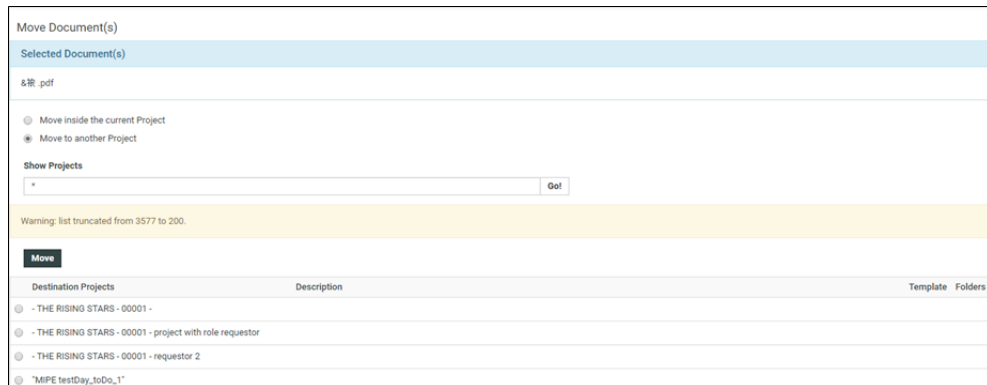 Move Document(s)
Selected Document(s)
&被.pdf
Move inside the current Project
Move to another Project
Show Projects
* Go!
Warning: list truncated from 3577 to 200.
Move
Destination Projects Description Template Folders
- THE RISING STARS - 00001 -
- THE RISING STARS - 00001 - project with role requestor
- THE RISING STARS - 00001 - requestor 2
"MIPE testDay_toDo_1"